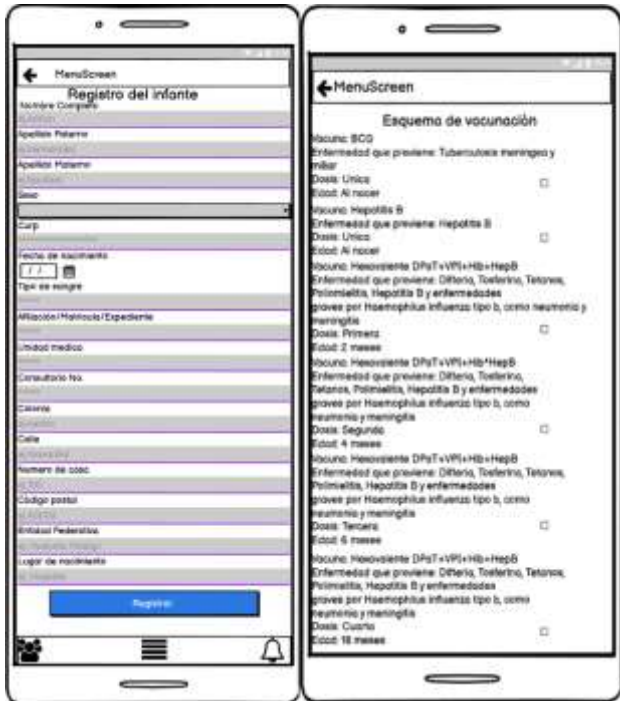 MenuScreen
Registro del infante
Nombre Completo
Apellido Paterno
Apellido Materno
Sexo
Curp
Fecha de nacimiento
/ /
Tipo de sangre
Afiliación/Matricula/Expediente
Unidad medica
Consultorio No.
Colonia
Calle
Numero de casa
Código postal
Entidad Federativa
Lugar de nacimiento
Registrar
MenuScreen
Esquema de vacunación
Vacuna: BCG
Enfermedad que previene: Tuberculosis meníngea y
miliar
Dosis: Unica
Edad: Al nacer
Vacuna: Hepatitis B
Enfermedad que previene: Hepatitis B
Dosis: Unica
Edad: Al nacer
Vacuna: Hexavalente DPaT+VPI+Hib+HepB
Enfermedad que previene: Difteria, Tosferina, Tetanos,
Polimielitis, Hepatitis B y enfermedades
graves por Haemophilus influenza tipo b, como neumonia y
meningitis
Dosis: Primera
Edad: 2 meses
Vacuna: Hexavalente DPaT+VPI+Hib*HepB
Enfermedad que previene: Difteria, Tosferina,
Tetanos, Polimielitis, Hepatitis B y enfermedades
graves por Haemophilus influenza tipo b, como
neumonia y meningitis
Dosis: Segunda
Edad: 4 meses
Vacuna: Hexavalente DPaT+VPI+Hib+HepB
Enfermedad que previene: Difteria, Tosferina, Tetanos,
Polimielitis, Hepatitis B y enfermedades
graves por Haemophilus influenza tipo b, como
neumonia y meningitis
Dosis: Tercera
Edad: 6 meses
Vacuna: Hexavalente DPaT+VPI+Hib+HepB
Enfermedad que previene: Difteria, Tosferina, Tetanos,
Polimielitis, Hepatitis B y enfermedades
graves por Haemophilus influenza tipo b, como
neumonia y meningitis
Dosis: Cuarta
Edad: 18 meses